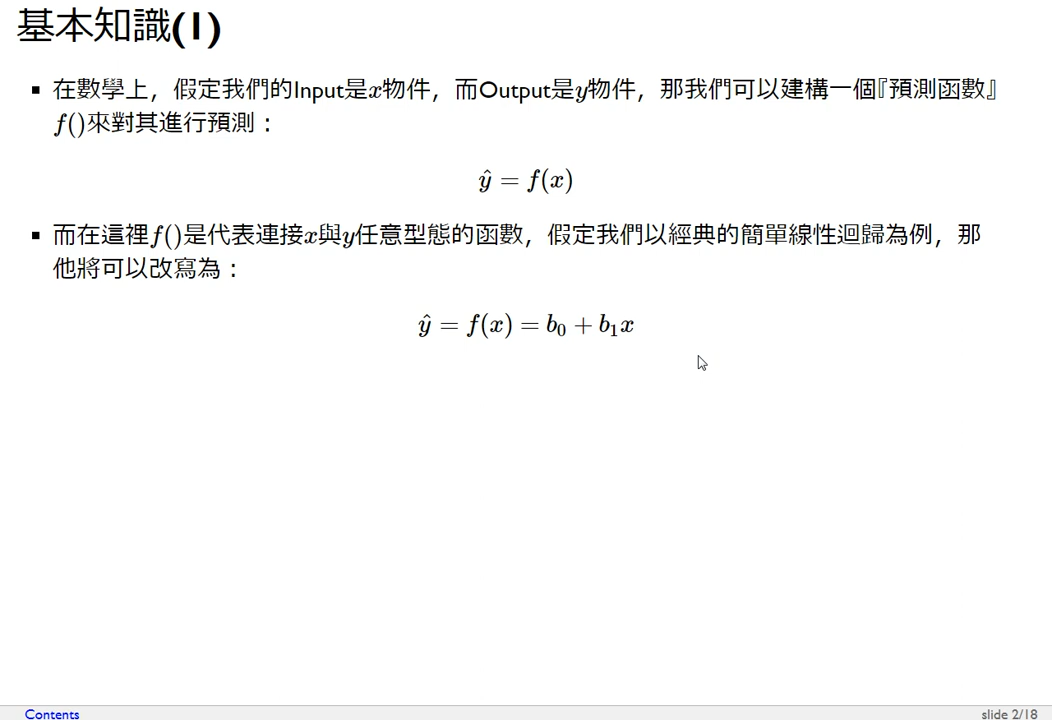 基本知識(1)
在數學上，假定我們的Input是x物件，而Output是y物件，那我們可以建構一個『預測函數』
f()來對其進行預測：
ŷ = f(x)
而在這裡f()是代表連接x與y任意型態的函數，假定我們以經典的簡單線性迴歸為例，那
他將可以改寫為：
ŷ = f(x) = b₀ + b₁x
Contents
slide 2/18